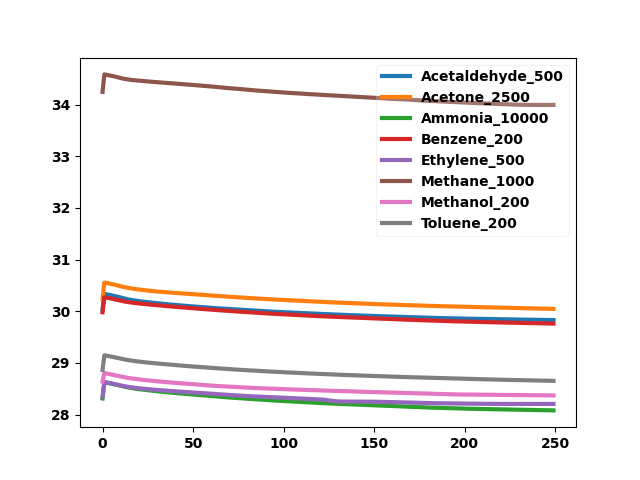 34
33
32
31
30
29
28
0 50 100 150 200 250
Acetaldehyde_500
Acetone_2500
Ammonia_10000
Benzene_200
Ethylene_500
Methane_1000
Methanol_200
Toluene_200